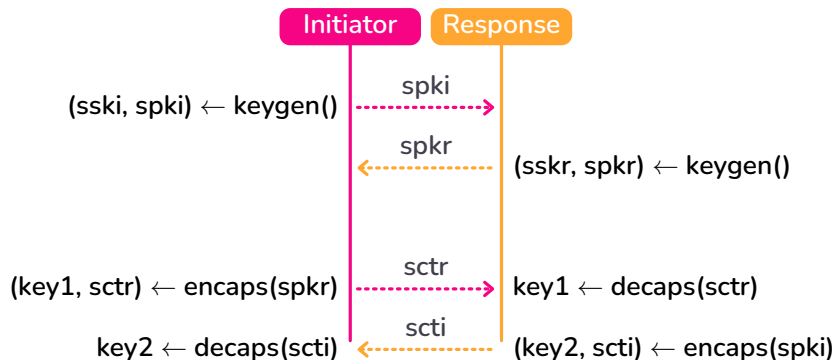 Initiator Response
spki
(sski, spki) ← keygen()
spkr
(sskr, spkr) ← keygen()
sctr
(key1, sctr) ← encaps(spkr) key1 ← decaps(sctr)
scti
key2 ← decaps(scti) (key2, scti) ← encaps(spki)